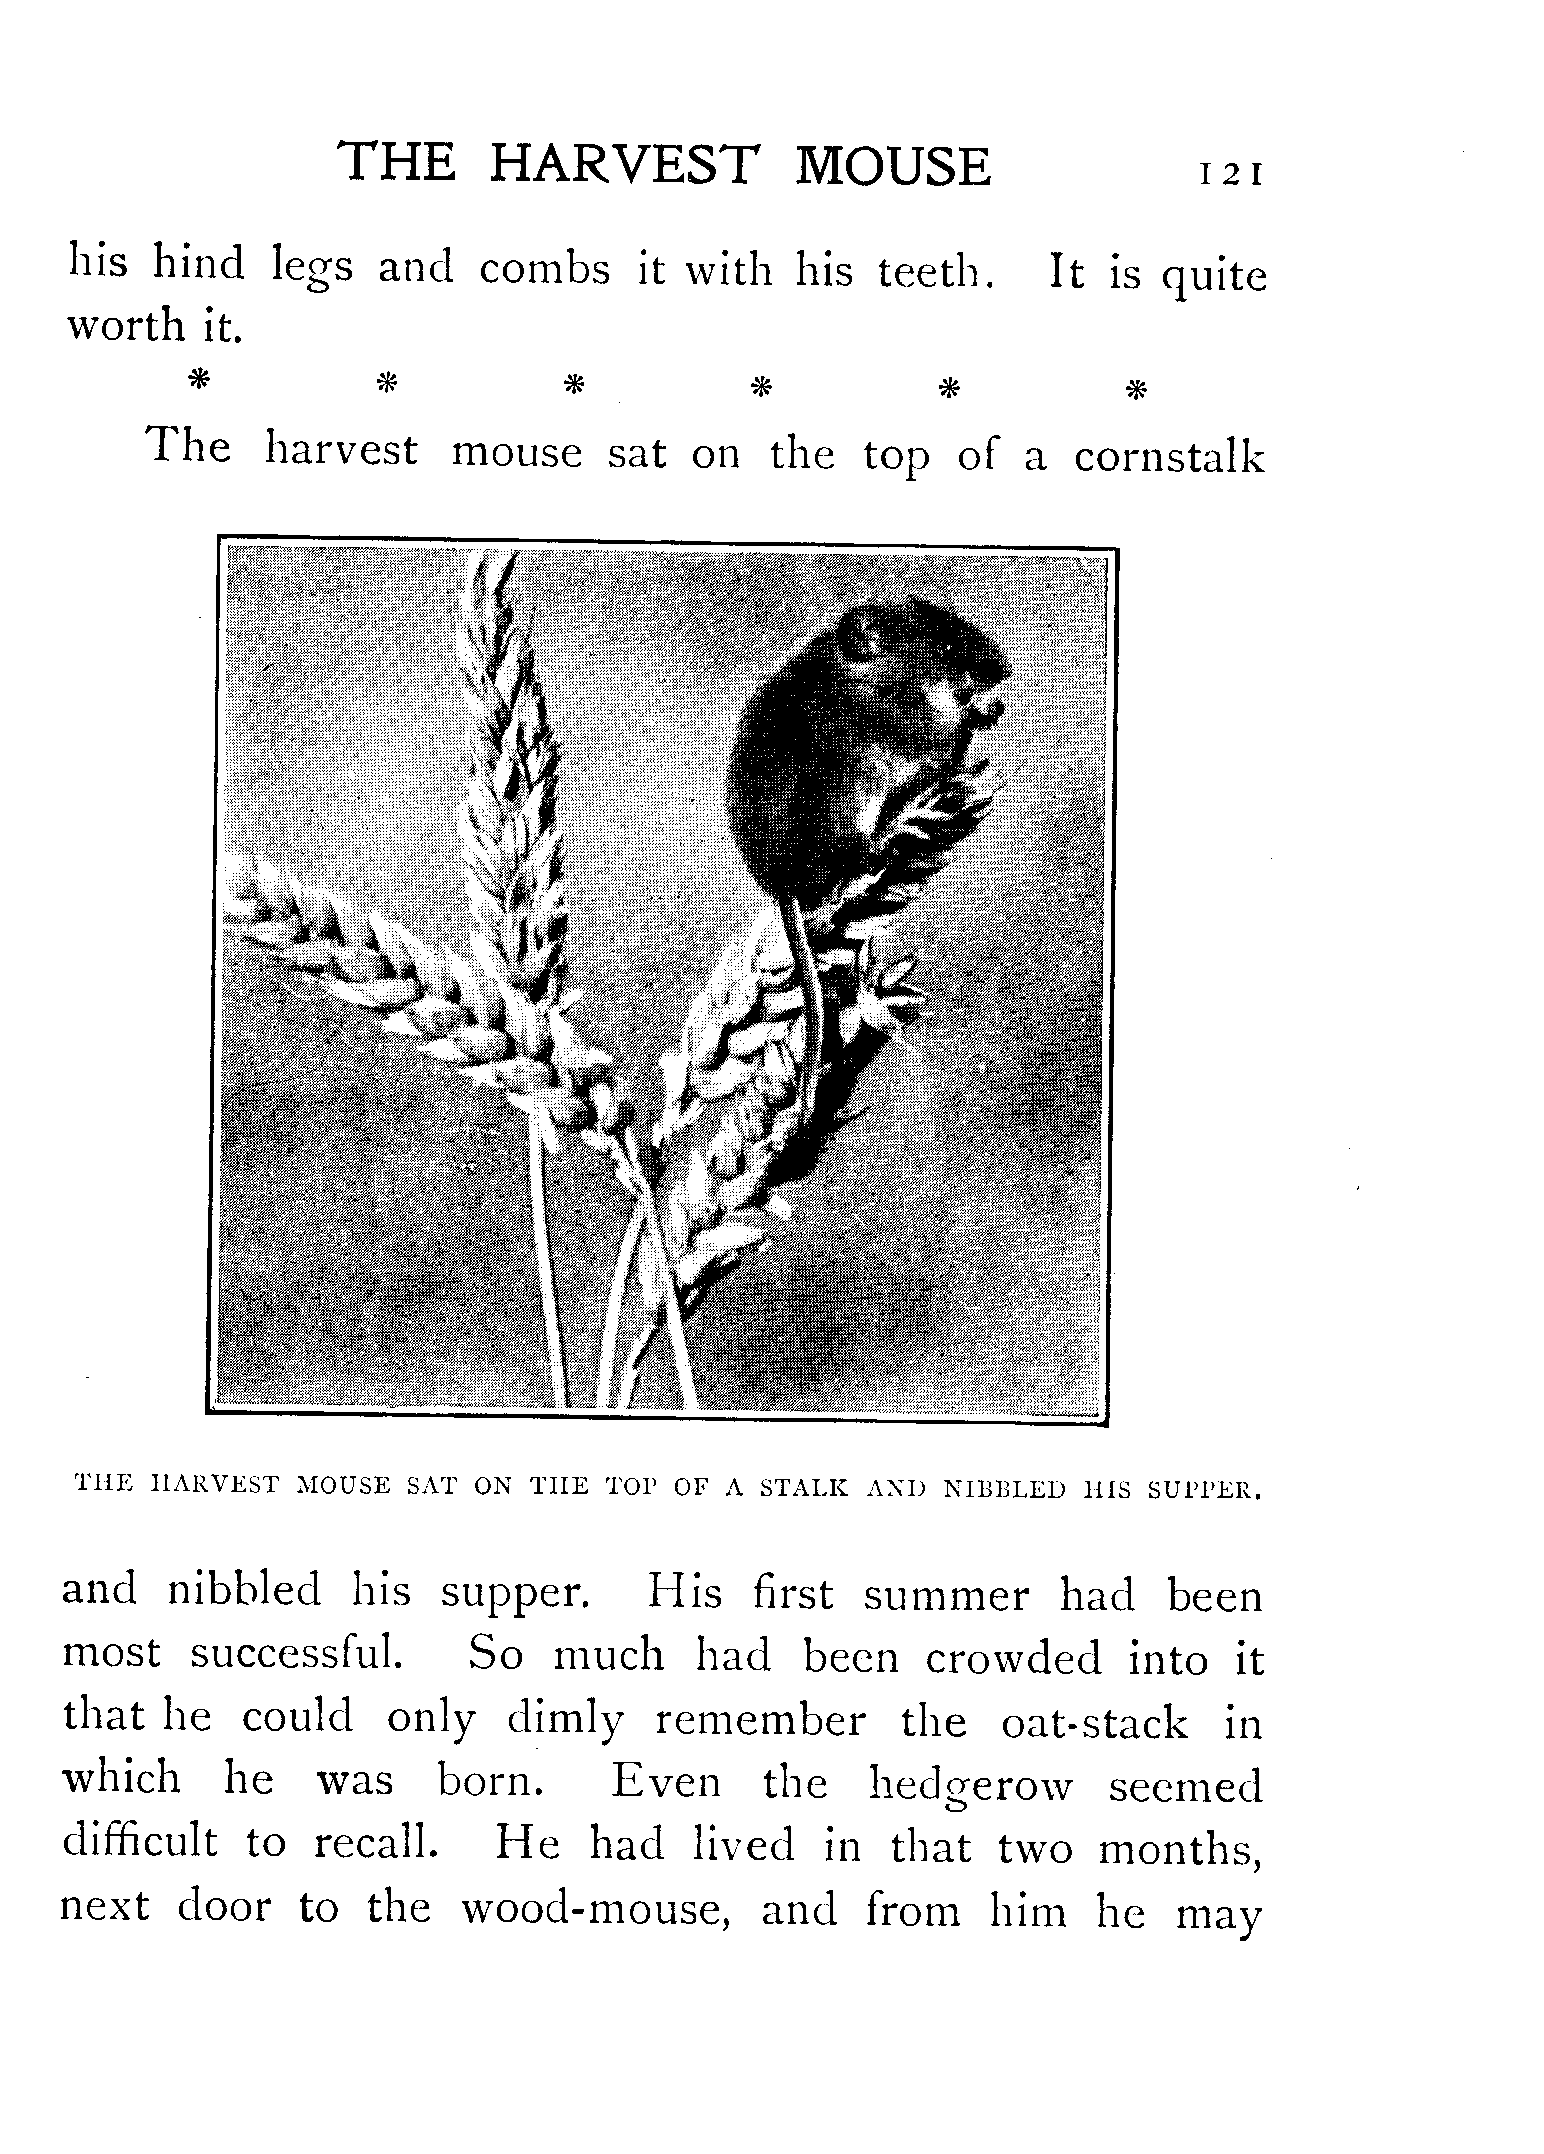 THE HARVEST MOUSE 121
his hind legs and combs it with his teeth. It is quite
worth it.
* * * * * *
The harvest mouse sat on the top of a cornstalk
THE HARVEST MOUSE SAT ON THE TOP OF A STALK AND NIBBLED HIS SUPPER.
and nibbled his supper. His first summer had been
most successful. So much had been crowded into it
that he could only dimly remember the oat-stack in
which he was born. Even the hedgerow seemed
difficult to recall. He had lived in that two months,
next door to the wood-mouse, and from him he may